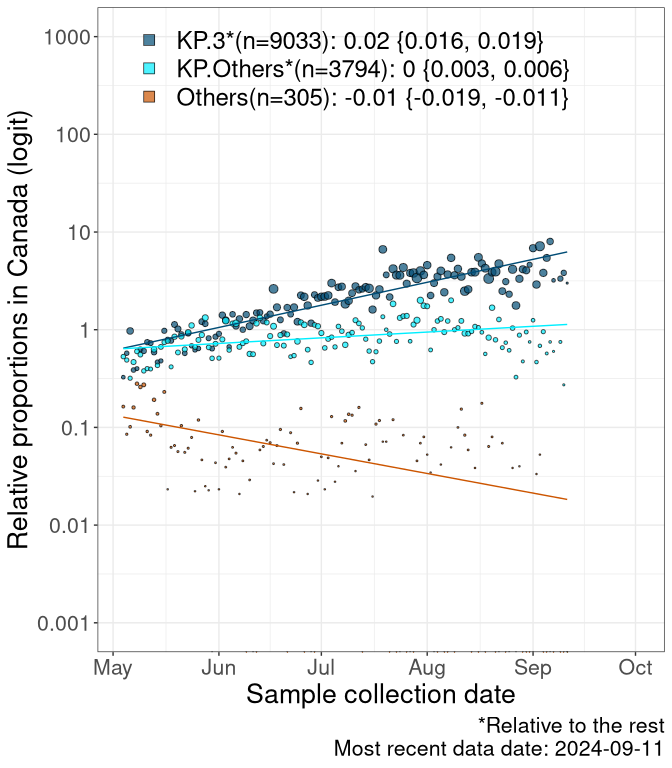 KP.3*(n=9033): 0.02 {0.016, 0.019}
KP.Others*(n=3794): 0 {0.003, 0.006}
Others(n=305): -0.01 {-0.019, -0.011}
Relative proportions in Canada (logit)
1000
100
10
1
0.1
0.01
0.001
May Jun Jul Aug Sep Oct
Sample collection date
*Relative to the rest
Most recent data date: 2024-09-11